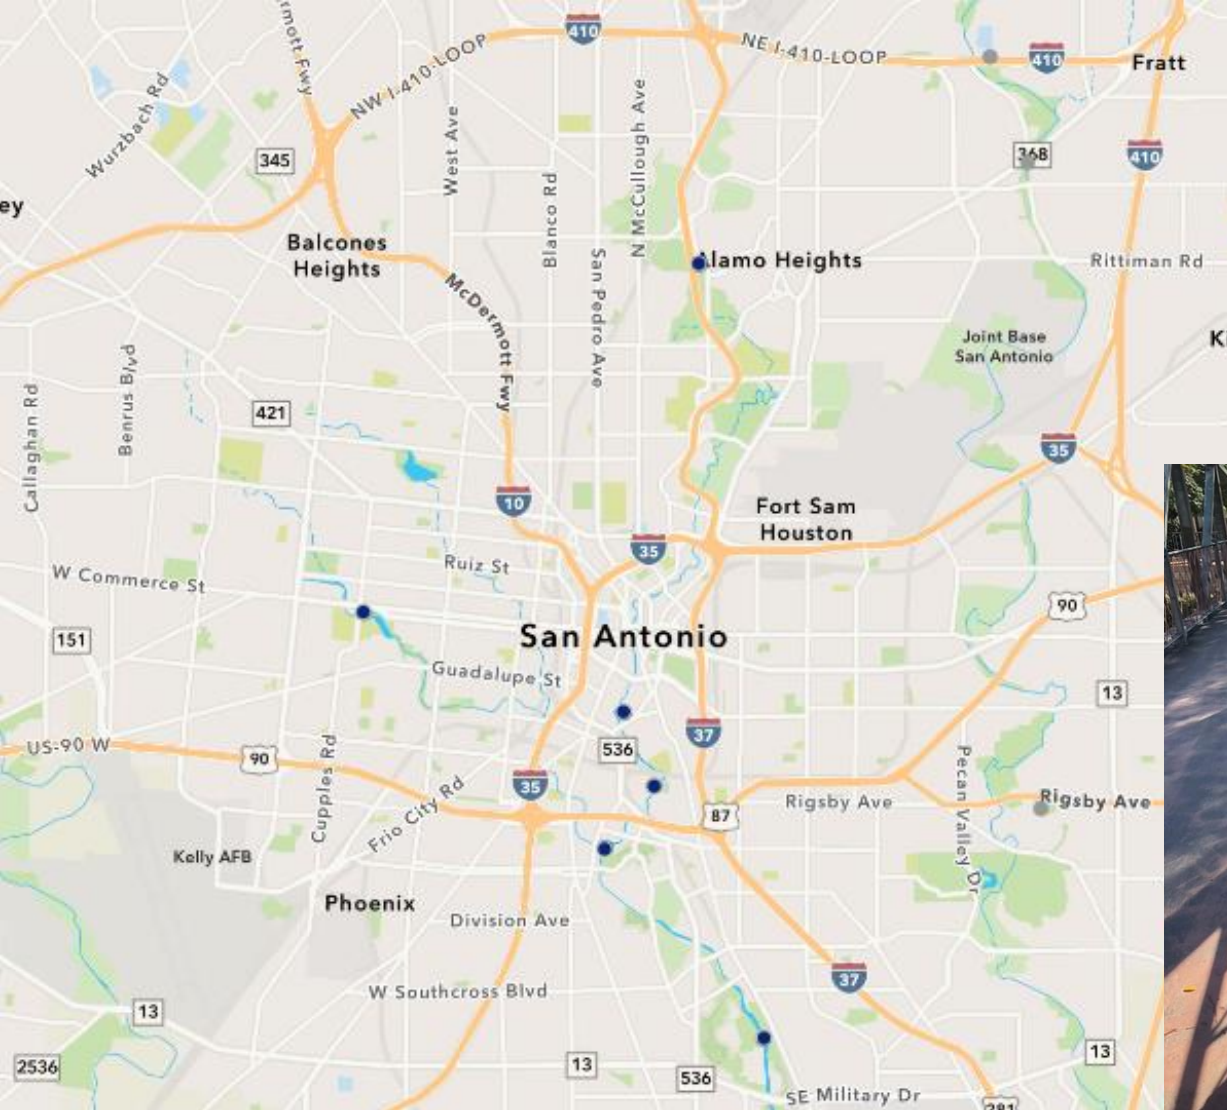 rmott Fwy
NW I-410-LOOP
410
NE I-410-LOOP
410
Fratt
Wurzbach Rd
345
West Ave
Blanco Rd
N McCullough Ave
368
410
ey
Balcones
Heights
San Pedro Ave
Alamo Heights
Rittiman Rd
McDermott Fwy
Joint Base
San Antonio
Callaghan Rd
Benrus Blvd
421
35
10
Fort Sam
Houston
35
Ruiz St
W Commerce St
90
151
San Antonio
Guadalupe St
13
US-90 W
90
536
37
Cupples Rd
Frio City Rd
35
87
Rigsby Ave
Pecan Valley Dr
Rigsby Ave
Kelly AFB
Phoenix
Division Ave
W Southcross Blvd
37
13
2536
13
536
13
SE Military Dr
281